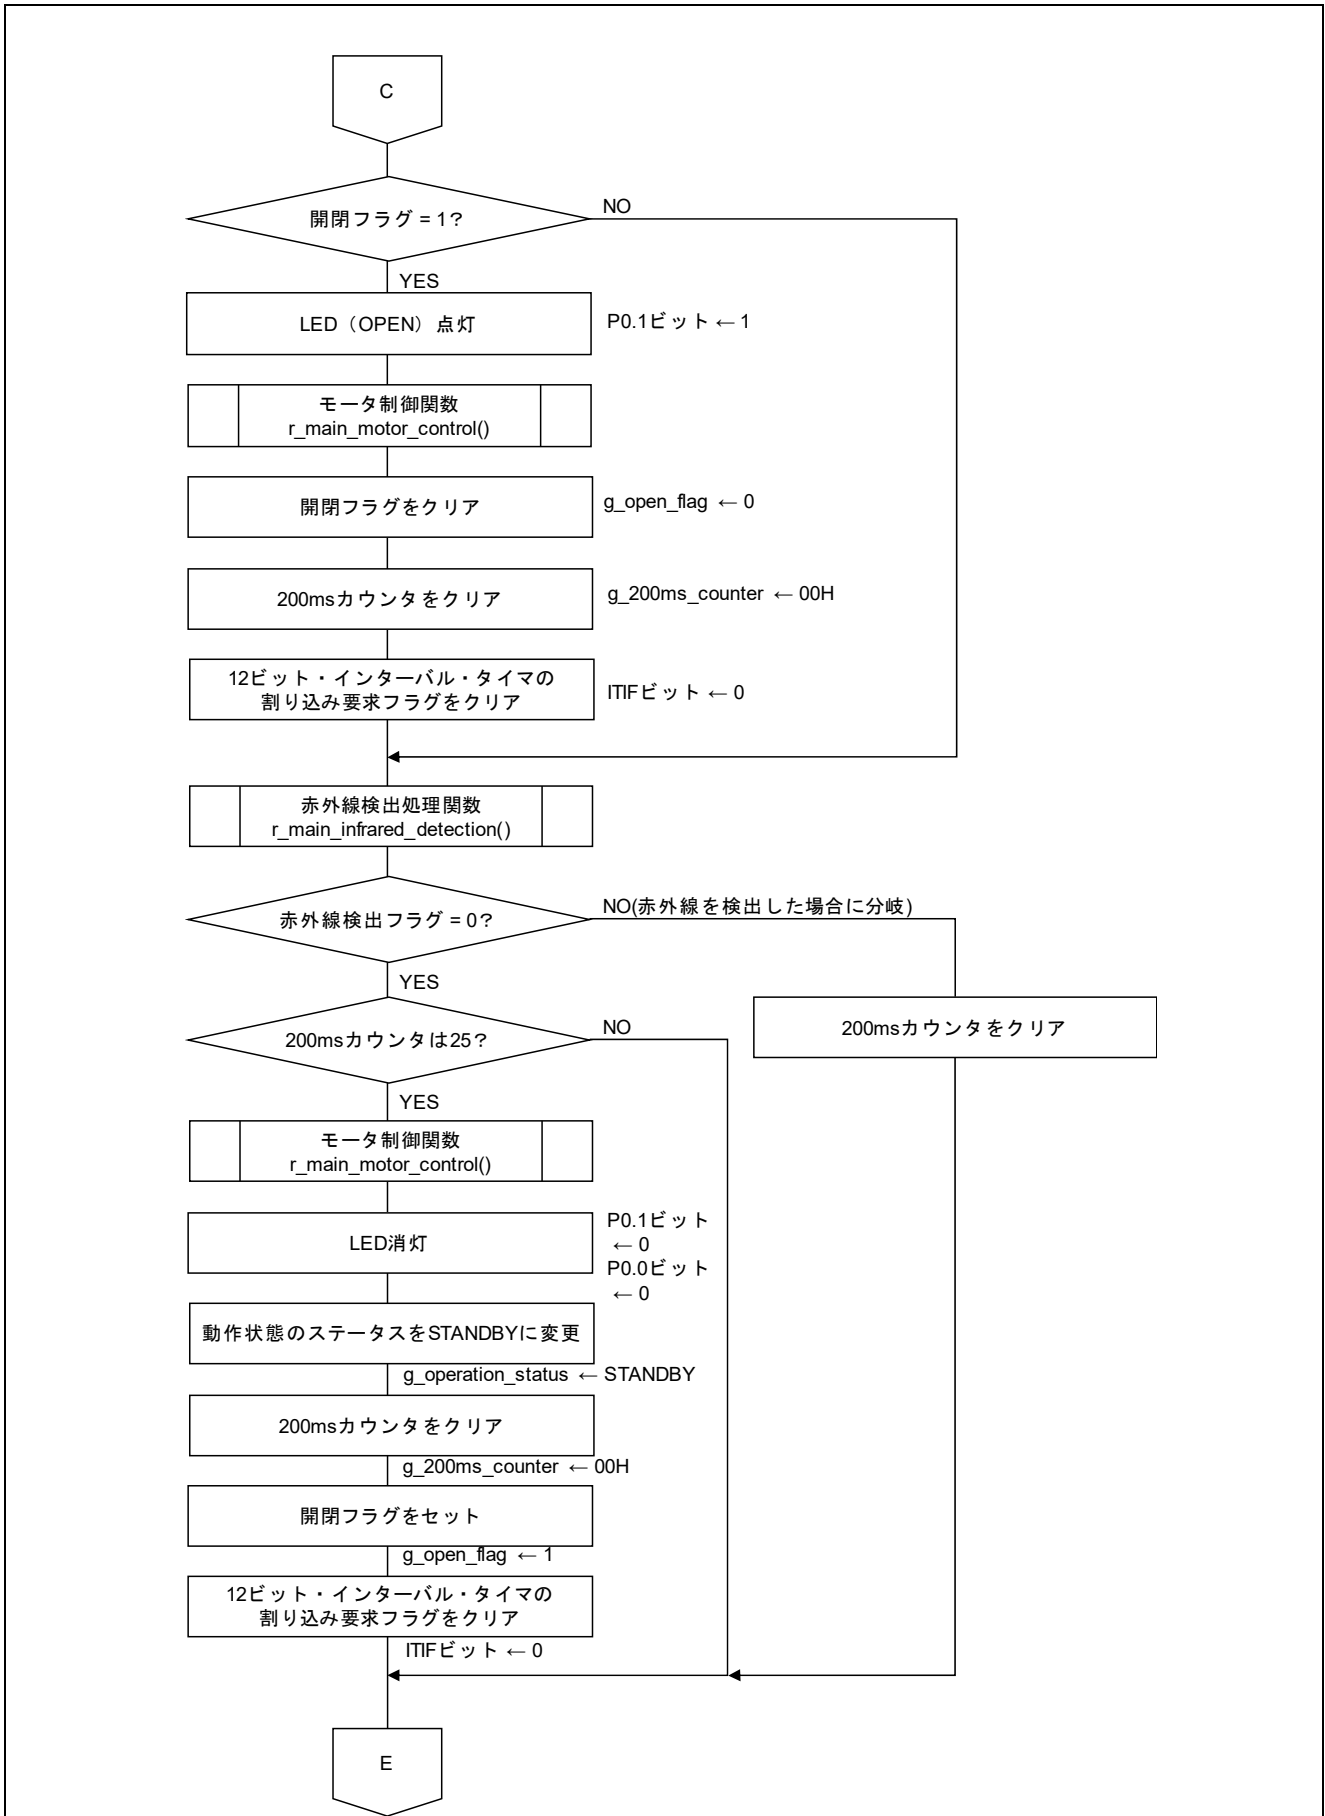 C
開閉フラグ = 1?
NO
YES
LED（OPEN）点灯
P0.1ビット ← 1
モータ制御関数
r_main_motor_control()
開閉フラグをクリア
g_open_flag ← 0
200msカウンタをクリア
g_200ms_counter ← 00H
12ビット・インターバル・タイマの
割り込み要求フラグをクリア
ITIFビット ← 0
赤外線検出処理関数
r_main_infrared_detection()
赤外線検出フラグ = 0?
NO(赤外線を検出した場合に分岐)
YES
200msカウンタは25?
NO
200msカウンタをクリア
YES
モータ制御関数
r_main_motor_control()
LED消灯
P0.1ビット
← 0
P0.0ビット
← 0
動作状態のステータスをSTANDBYに変更
g_operation_status ← STANDBY
200msカウンタをクリア
g_200ms_counter ← 00H
開閉フラグをセット
g_open_flag ← 1
12ビット・インターバル・タイマの
割り込み要求フラグをクリア
ITIFビット ← 0
E